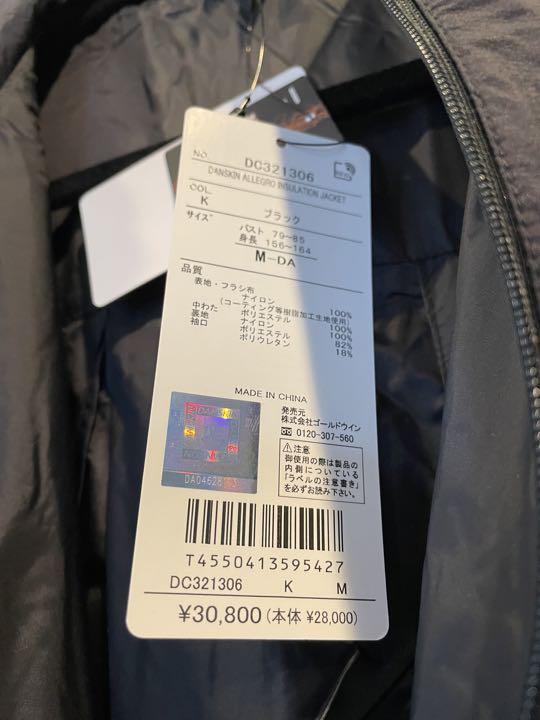 NO. DC321306
DANSKIN ALLEGRO INSULATION JACKET
COL.
K ブラック
サイズ バスト 79~85
身長 156~164
M-DA
品質
表地・フラシ布
ナイロン 100%
(コーティング等樹脂加工生地使用)
中わた ポリエステル 100%
裏地 ナイロン 100%
袖口 ポリエステル 82%
ポリウレタン 18%
MADE IN CHINA
発売元
株式会社ゴールドウイン
0120-307-560
⚠注意
御使用の際は製品の
内側についている
「ラベルの注意書き」
を必ずお読み下さい。
DANSKIN
T4550413595427
DC321306 K M
¥30,800(本体 ¥28,000)